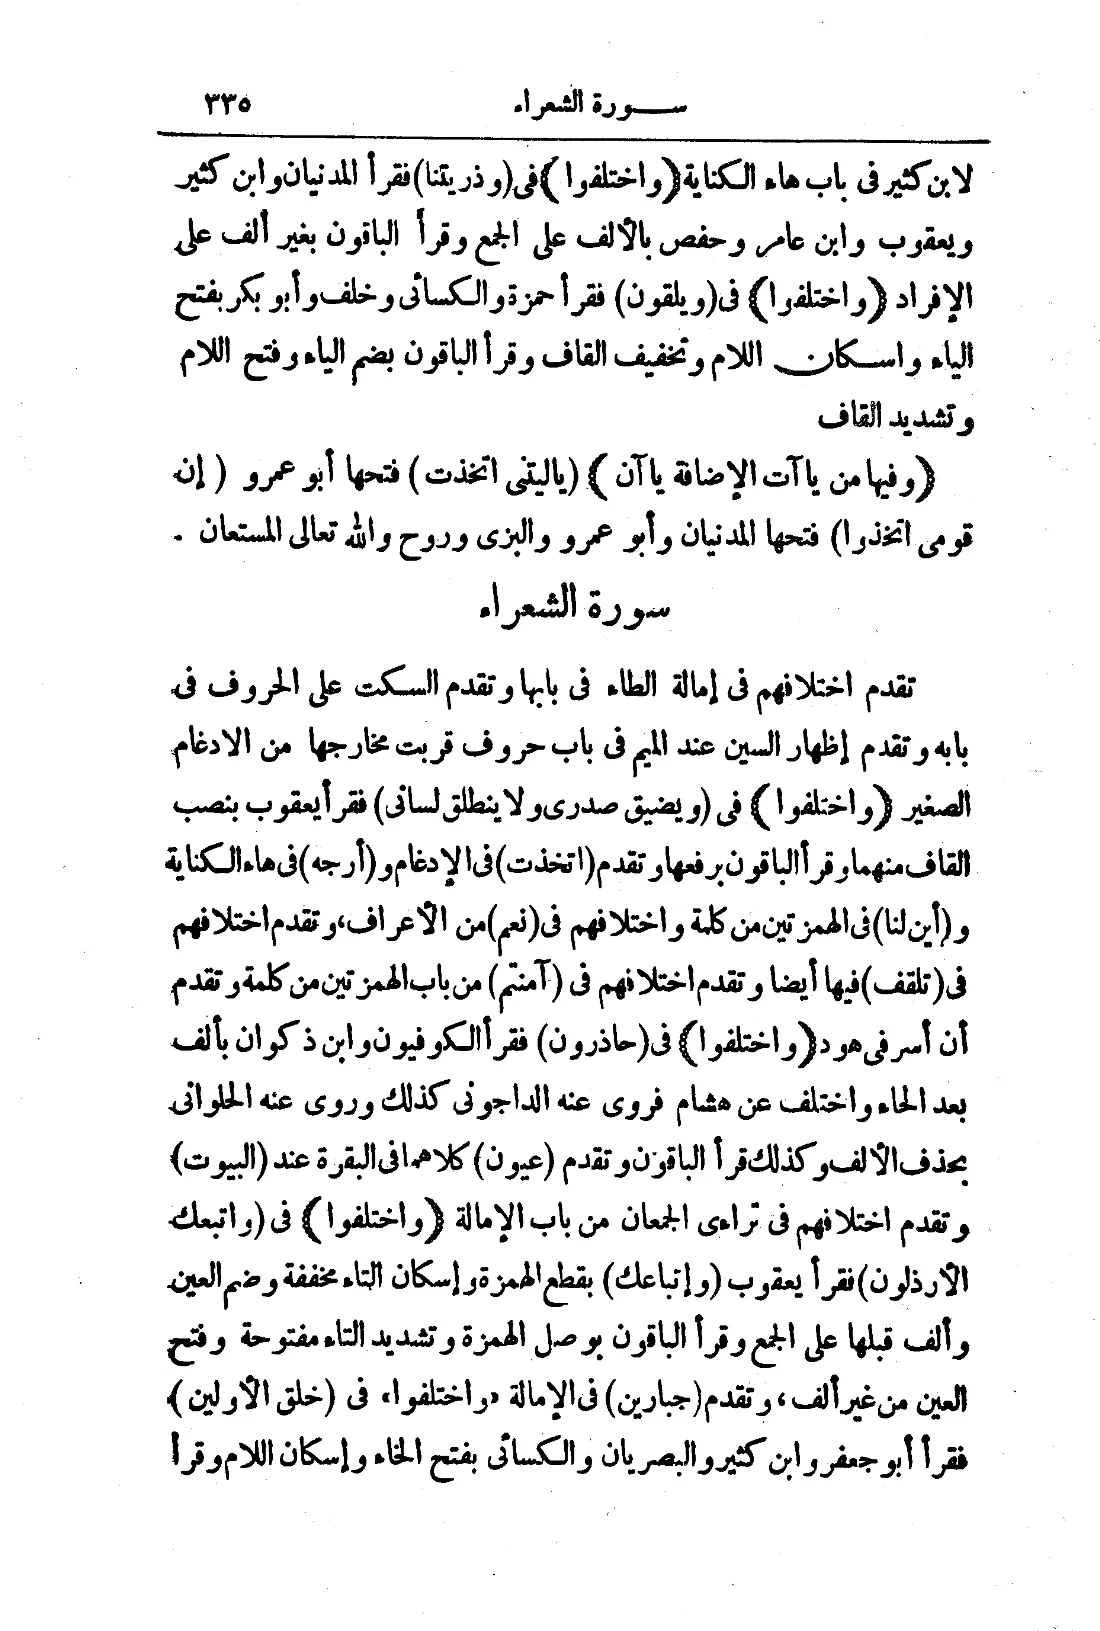 سورة الشعراء ٣٣٥
لابن كثير فى باب هاء الكناية (واختلفوا) فى (وذريتنا) فقرأ المدنيان وابن كثير
ويعقوب وابن عامر وحفص بالألف على الجمع وقرأ الباقون بغير ألف على
الإفراد (واختلفوا) فى (ويلقون) فقرأ حمزة والكسائى وخلف وأبو بكر بفتح
الياء واسكان اللام وتخفيف القاف وقرأ الباقون بضم الياء وفتح اللام
وتشديد القاف
(وفيها من ياآت الإضافة ياآن) (ياليتنى اتخذت) فتحها أبو عمرو (إن
قومى اتخذوا) فتحها المدنيان وأبو عمرو والبزى وروح والله تعالى المستعان .
سورة الشعراء
تقدم اختلافهم فى إمالة الطاء فى بابها وتقدم السكت على الحروف فى
بابه وتقدم إظهار السين عند الميم فى باب حروف قربت مخارجها من الادغام
الصغير (واختلفوا) فى (ويضيق صدرى ولا ينطلق لسانى) فقرأ يعقوب بنصب
القاف منهما وقرأ الباقون برفعها وتقدم (اتخذت) فى الإدغام و(أرجه) فى هاء الكناية
و(أين لنا) فى الهمزتين من كلمة واختلافهم فى (نعم) من الأعراف، وتقدم اختلافهم
فى (تلقف) فيها أيضا وتقدم اختلافهم فى (آمنتم) من باب الهمزتين من كلمة وتقدم
أن أسر فى هود (واختلفوا) فى (حاذرون) فقرأ الكوفيون وابن ذكوان بألف
بعد الحاء واختلف عن هشام فروى عنه الداجونى كذلك وروى عنه الحلوانى
بحذف الألف وكذلك قرأ الباقون وتقدم (عيون) كلاهما فى البقرة عند (البيوت)
وتقدم اختلافهم فى تراءى الجمعان من باب الإمالة (واختلفوا) فى (واتبعك
الأرذلون) فقرأ يعقوب (وإتباعك) بقطع الهمزة وإسكان التاء مخففة وضم العين
وألف قبلها على الجمع وقرأ الباقون بوصل الهمزة وتشديد التاء مفتوحة وفتح
العين من غير ألف، وتقدم (جبارين) فى الإمالة «واختلفوا» فى (خلق الأولين)
فقرأ أبو جعفر وابن كثير والبصريان والكسائى بفتح الخاء وإسكان اللام وقرأ